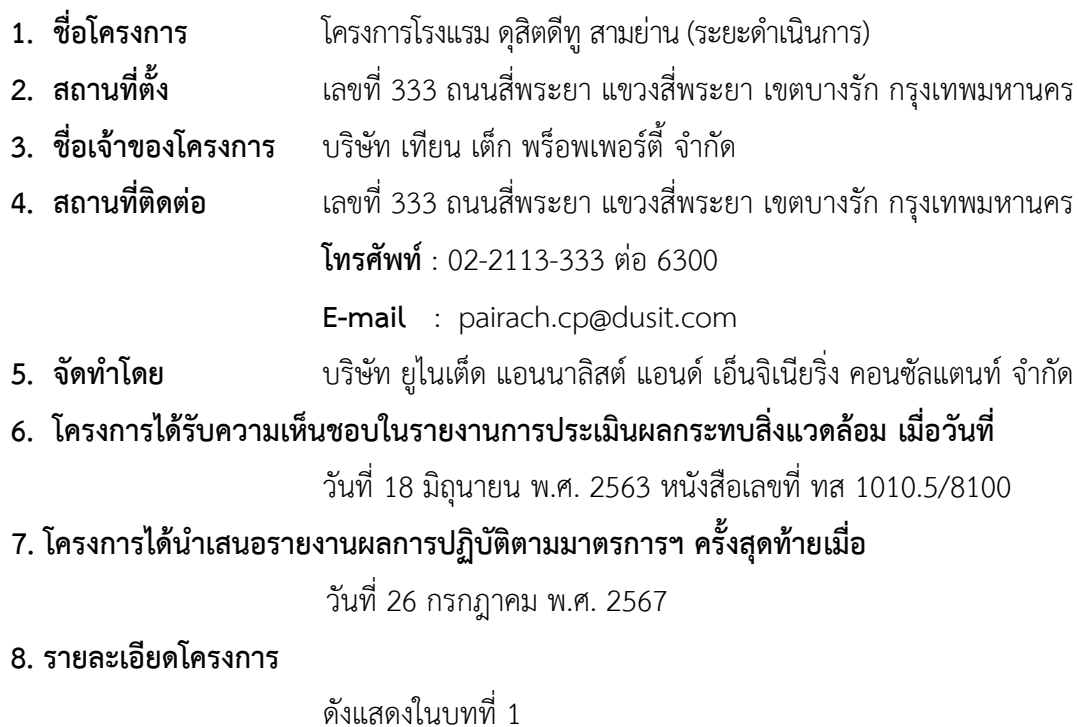 1. ชื่อโครงการ โครงการโรงแรม ดุสิตดีทู สามย่าน (ระยะดำเนินการ)
2. สถานที่ตั้ง เลขที่ 333 ถนนสี่พระยา แขวงสี่พระยา เขตบางรัก กรุงเทพมหานคร
3. ชื่อเจ้าของโครงการ บริษัท เทียน เต็ก พร็อพเพอร์ตี้ จำกัด
4. สถานที่ติดต่อ เลขที่ 333 ถนนสี่พระยา แขวงสี่พระยา เขตบางรัก กรุงเทพมหานคร
โทรศัพท์ : 02-2113-333 ต่อ 6300
E-mail : pairach.cp@dusit.com
5. จัดทำโดย บริษัท ยูไนเต็ด แอนนาลิสต์ แอนด์ เอ็นจิเนียริ่ง คอนซัลแตนท์ จำกัด
6. โครงการได้รับความเห็นชอบในรายงานการประเมินผลกระทบสิ่งแวดล้อม เมื่อวันที่
วันที่ 18 มิถุนายน พ.ศ. 2563 หนังสือเลขที่ ทส 1010.5/8100
7. โครงการได้นำเสนอรายงานผลการปฏิบัติตามมาตรการฯ ครั้งสุดท้ายเมื่อ
วันที่ 26 กรกฎาคม พ.ศ. 2567
8. รายละเอียดโครงการ
ดังแสดงในบทที่ 1